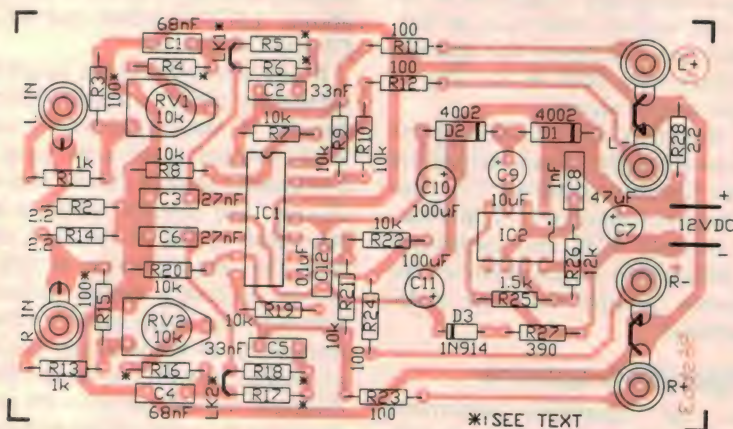 68nF
C1
LK1*
R5
*
100
R11
L+
L IN
R3
100*
R4
*
R6
*
C2
33nF
100
R12
RV1
10k
10k
R7
R9
10k
R10
10k
4002
D2
4002
D1
L-
R28
2.2
1k
R1
10k
R8
C3
27nF
IC1
C10
100uF
C9
10uF
1nF
C8
47uF
C7
+
12VDC
-
2.2
R2
R14
2.2
C6
27nF
R20
10k
0.1uF
C12
10k
R22
IC2
R26
12k
R-
R IN
100*
R15
RV2
10k
R19
10k
10k
R21
R24
100
100uF
C11
1.5k
R25
D3
1N914
R27
390
33nF
C5
R13
1k
*
R16
*
R18
*
C4
68nF
LK2*
R17
*
R23
100
R+
*:SEE TEXT